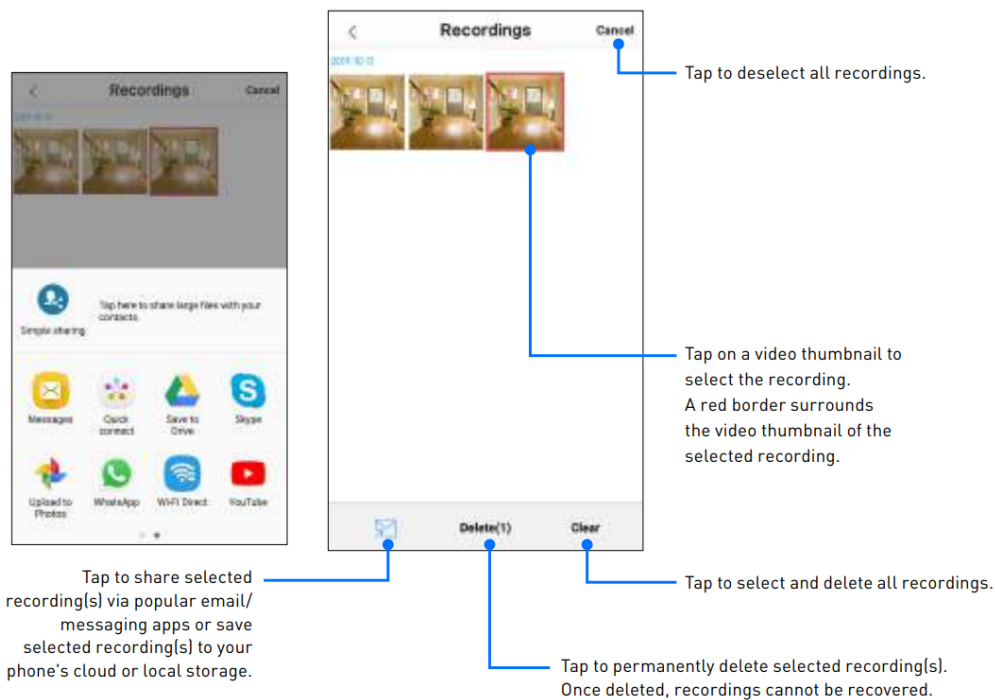 Recordings
Cancel
Tap to deselect all recordings.
Recordings
Cancel
Tap on a video thumbnail to
select the recording.
A red border surrounds
the video thumbnail of the
selected recording.
Tap here to share large files with your
contacts.
Simple sharing
Messages
Quick
connect
Save to
Drive
Skype
Upload to
Photos
WhatsApp
Wi-Fi Direct
YouTube
Delete(1)
Clear
Tap to share selected
recording(s) via popular email/
messaging apps or save
selected recording(s) to your
phone's cloud or local storage.
Tap to select and delete all recordings.
Tap to permanently delete selected recording(s).
Once deleted, recordings cannot be recovered.